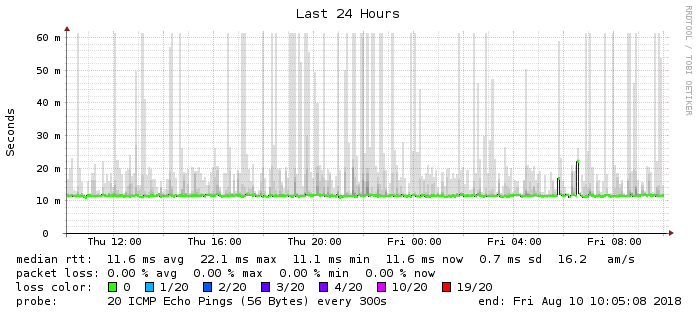 Last 24 Hours
RRDTOOL / TOBI OETIKER
Seconds
60 m
50 m
40 m
30 m
20 m
10 m
0
Thu 12:00 Thu 16:00 Thu 20:00 Fri 00:00 Fri 04:00 Fri 08:00
median rtt: 11.6 ms avg 22.1 ms max 11.1 ms min 11.6 ms now 0.7 ms sd 16.2 am/s
packet loss: 0.00 % avg 0.00 % max 0.00 % min 0.00 % now
loss color: 0 1/20 2/20 3/20 4/20 10/20 19/20
probe: 20 ICMP Echo Pings (56 Bytes) every 300s end: Fri Aug 10 10:05:08 2018